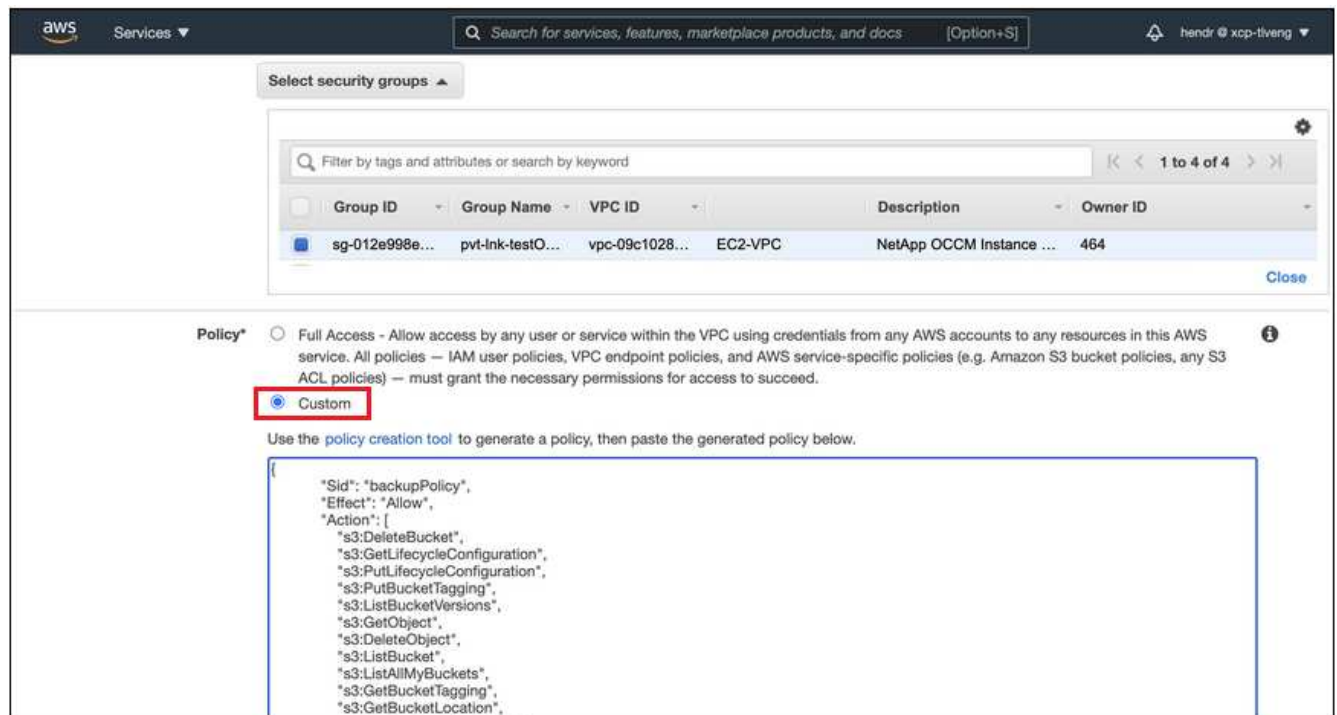 aws Services ▼ Search for services, features, marketplace products, and docs [Option+S] hendr @ xcp-tlveng ▼
Select security groups ▲
Filter by tags and attributes or search by keyword |< < 1 to 4 of 4 > >|
Group ID Group Name VPC ID Description Owner ID
sg-012e998e... pvt-lnk-testO... vpc-09c1028... EC2-VPC NetApp OCCM Instance ... 464
Close
Policy* Full Access - Allow access by any user or service within the VPC using credentials from any AWS accounts to any resources in this AWS
service. All policies — IAM user policies, VPC endpoint policies, and AWS service-specific policies (e.g. Amazon S3 bucket policies, any S3
ACL policies) — must grant the necessary permissions for access to succeed.
Custom
Use the policy creation tool to generate a policy, then paste the generated policy below.
{
"Sid": "backupPolicy",
"Effect": "Allow",
"Action": [
"s3:DeleteBucket",
"s3:GetLifecycleConfiguration",
"s3:PutLifecycleConfiguration",
"s3:PutBucketTagging",
"s3:ListBucketVersions",
"s3:GetObject",
"s3:DeleteObject",
"s3:ListBucket",
"s3:ListAllMyBuckets",
"s3:GetBucketTagging",
"s3:GetBucketLocation",